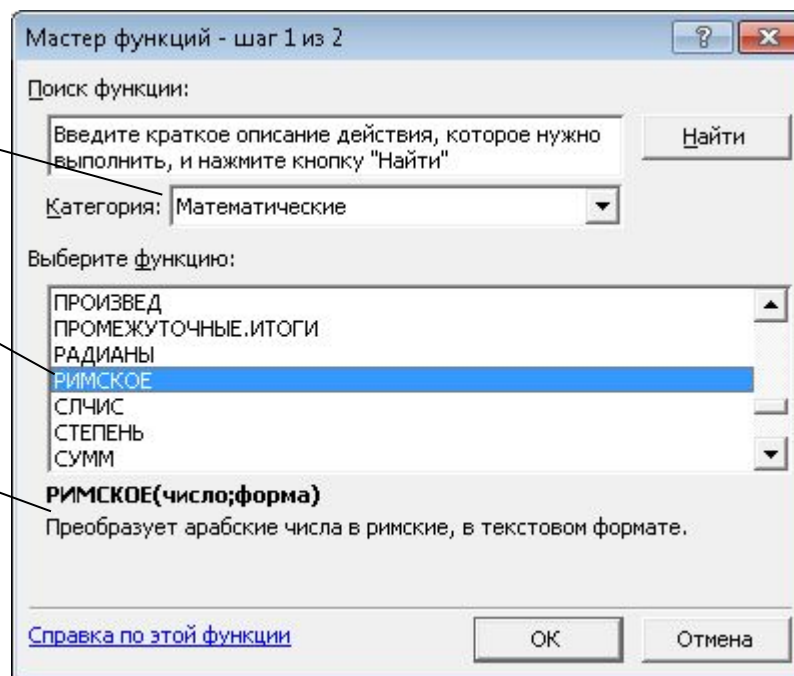 Мастер функций - шаг 1 из 2
Поиск функции:
Введите краткое описание действия, которое нужно
выполнить, и нажмите кнопку "Найти"
Найти
Категория: Математические
Выберите функцию:
ПРОИЗВЕД
ПРОМЕЖУТОЧНЫЕ.ИТОГИ
РАДИАНЫ
РИМСКОЕ
СЛЧИС
СТЕПЕНЬ
СУММ
РИМСКОЕ(число;форма)
Преобразует арабские числа в римские, в текстовом формате.
Справка по этой функции
ОК
Отмена